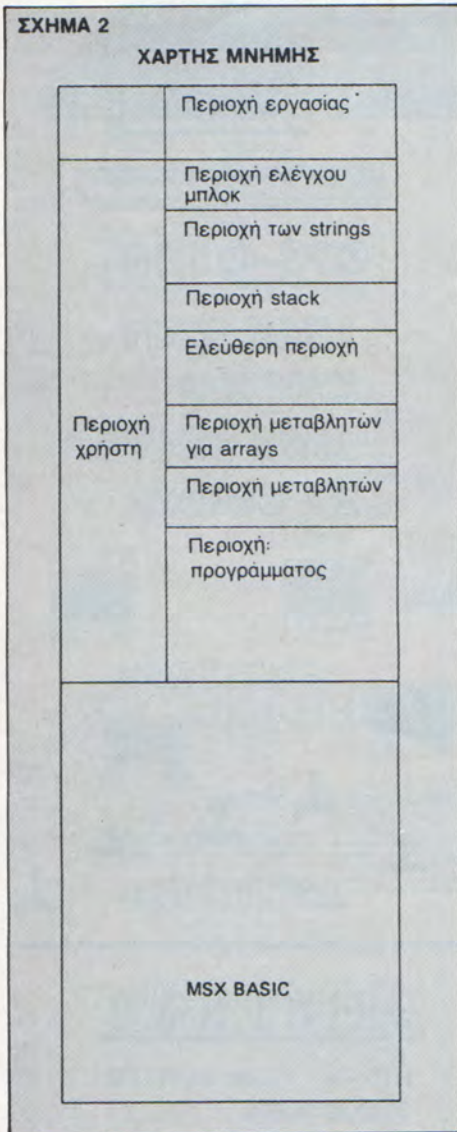 ΣΧΗΜΑ 2
ΧΑΡΤΗΣ ΜΝΗΜΗΣ
Περιοχή εργασίας
Περιοχή ελέγχου
μπλοκ
Περιοχή των strings
Περιοχή stack
Ελεύθερη περιοχή
Περιοχή
χρήστη
Περιοχή μεταβλητών
για arrays
Περιοχή μεταβλητών
Περιοχή:
προγράμματος
MSX BASIC